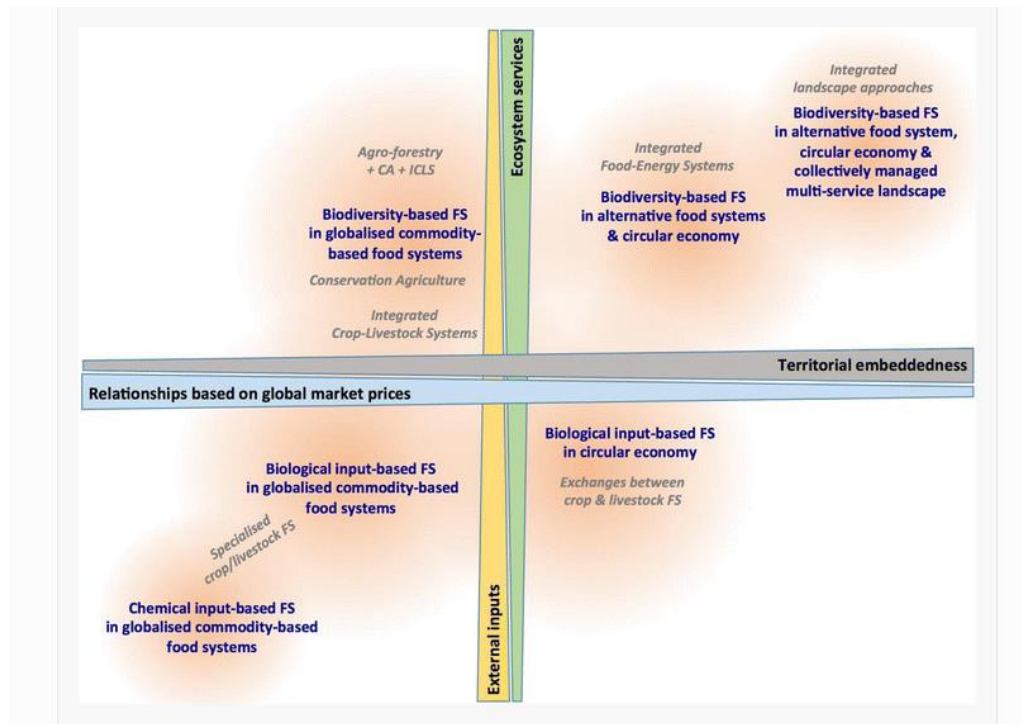 Integrated
landscape approaches
Biodiversity-based FS
in alternative food system,
circular economy &
collectively managed
multi-service landscape
Integrated
Food-Energy Systems
Biodiversity-based FS
in alternative food systems
& circular economy
Ecosystem services
Agro-forestry
+ CA + ICLS
Biodiversity-based FS
in globalised commodity-
based food systems
Conservation Agriculture
Integrated
Crop-Livestock Systems
Territorial embeddedness
Relationships based on global market prices
Biological input-based FS
in circular economy
Exchanges between
crop & livestock FS
Biological input-based FS
in globalised commodity-based
food systems
Specialised
crop/livestock FS
Chemical input-based FS
in globalised commodity-based
food systems
External inputs